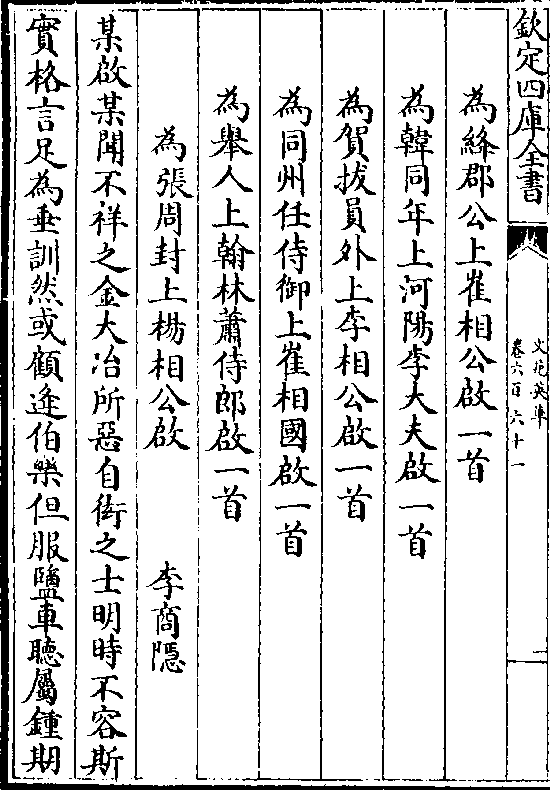 欽定四庫全書
文苑英華
卷六百六十一
二
為絳郡公上崔相公啟一首
為韓同年上河陽李大夫啟一首
為賀拔員外上李相公啟一首
為同州任侍御上崔相國啟一首
為舉人上翰林蕭侍郎啟一首
為張周封上楊相公啟 李商隱
某啟某聞不祥之金大冶所惡自衒之士明時不容斯
實格言足為垂訓然或顧逢伯樂但服鹽車聽屬鍾期